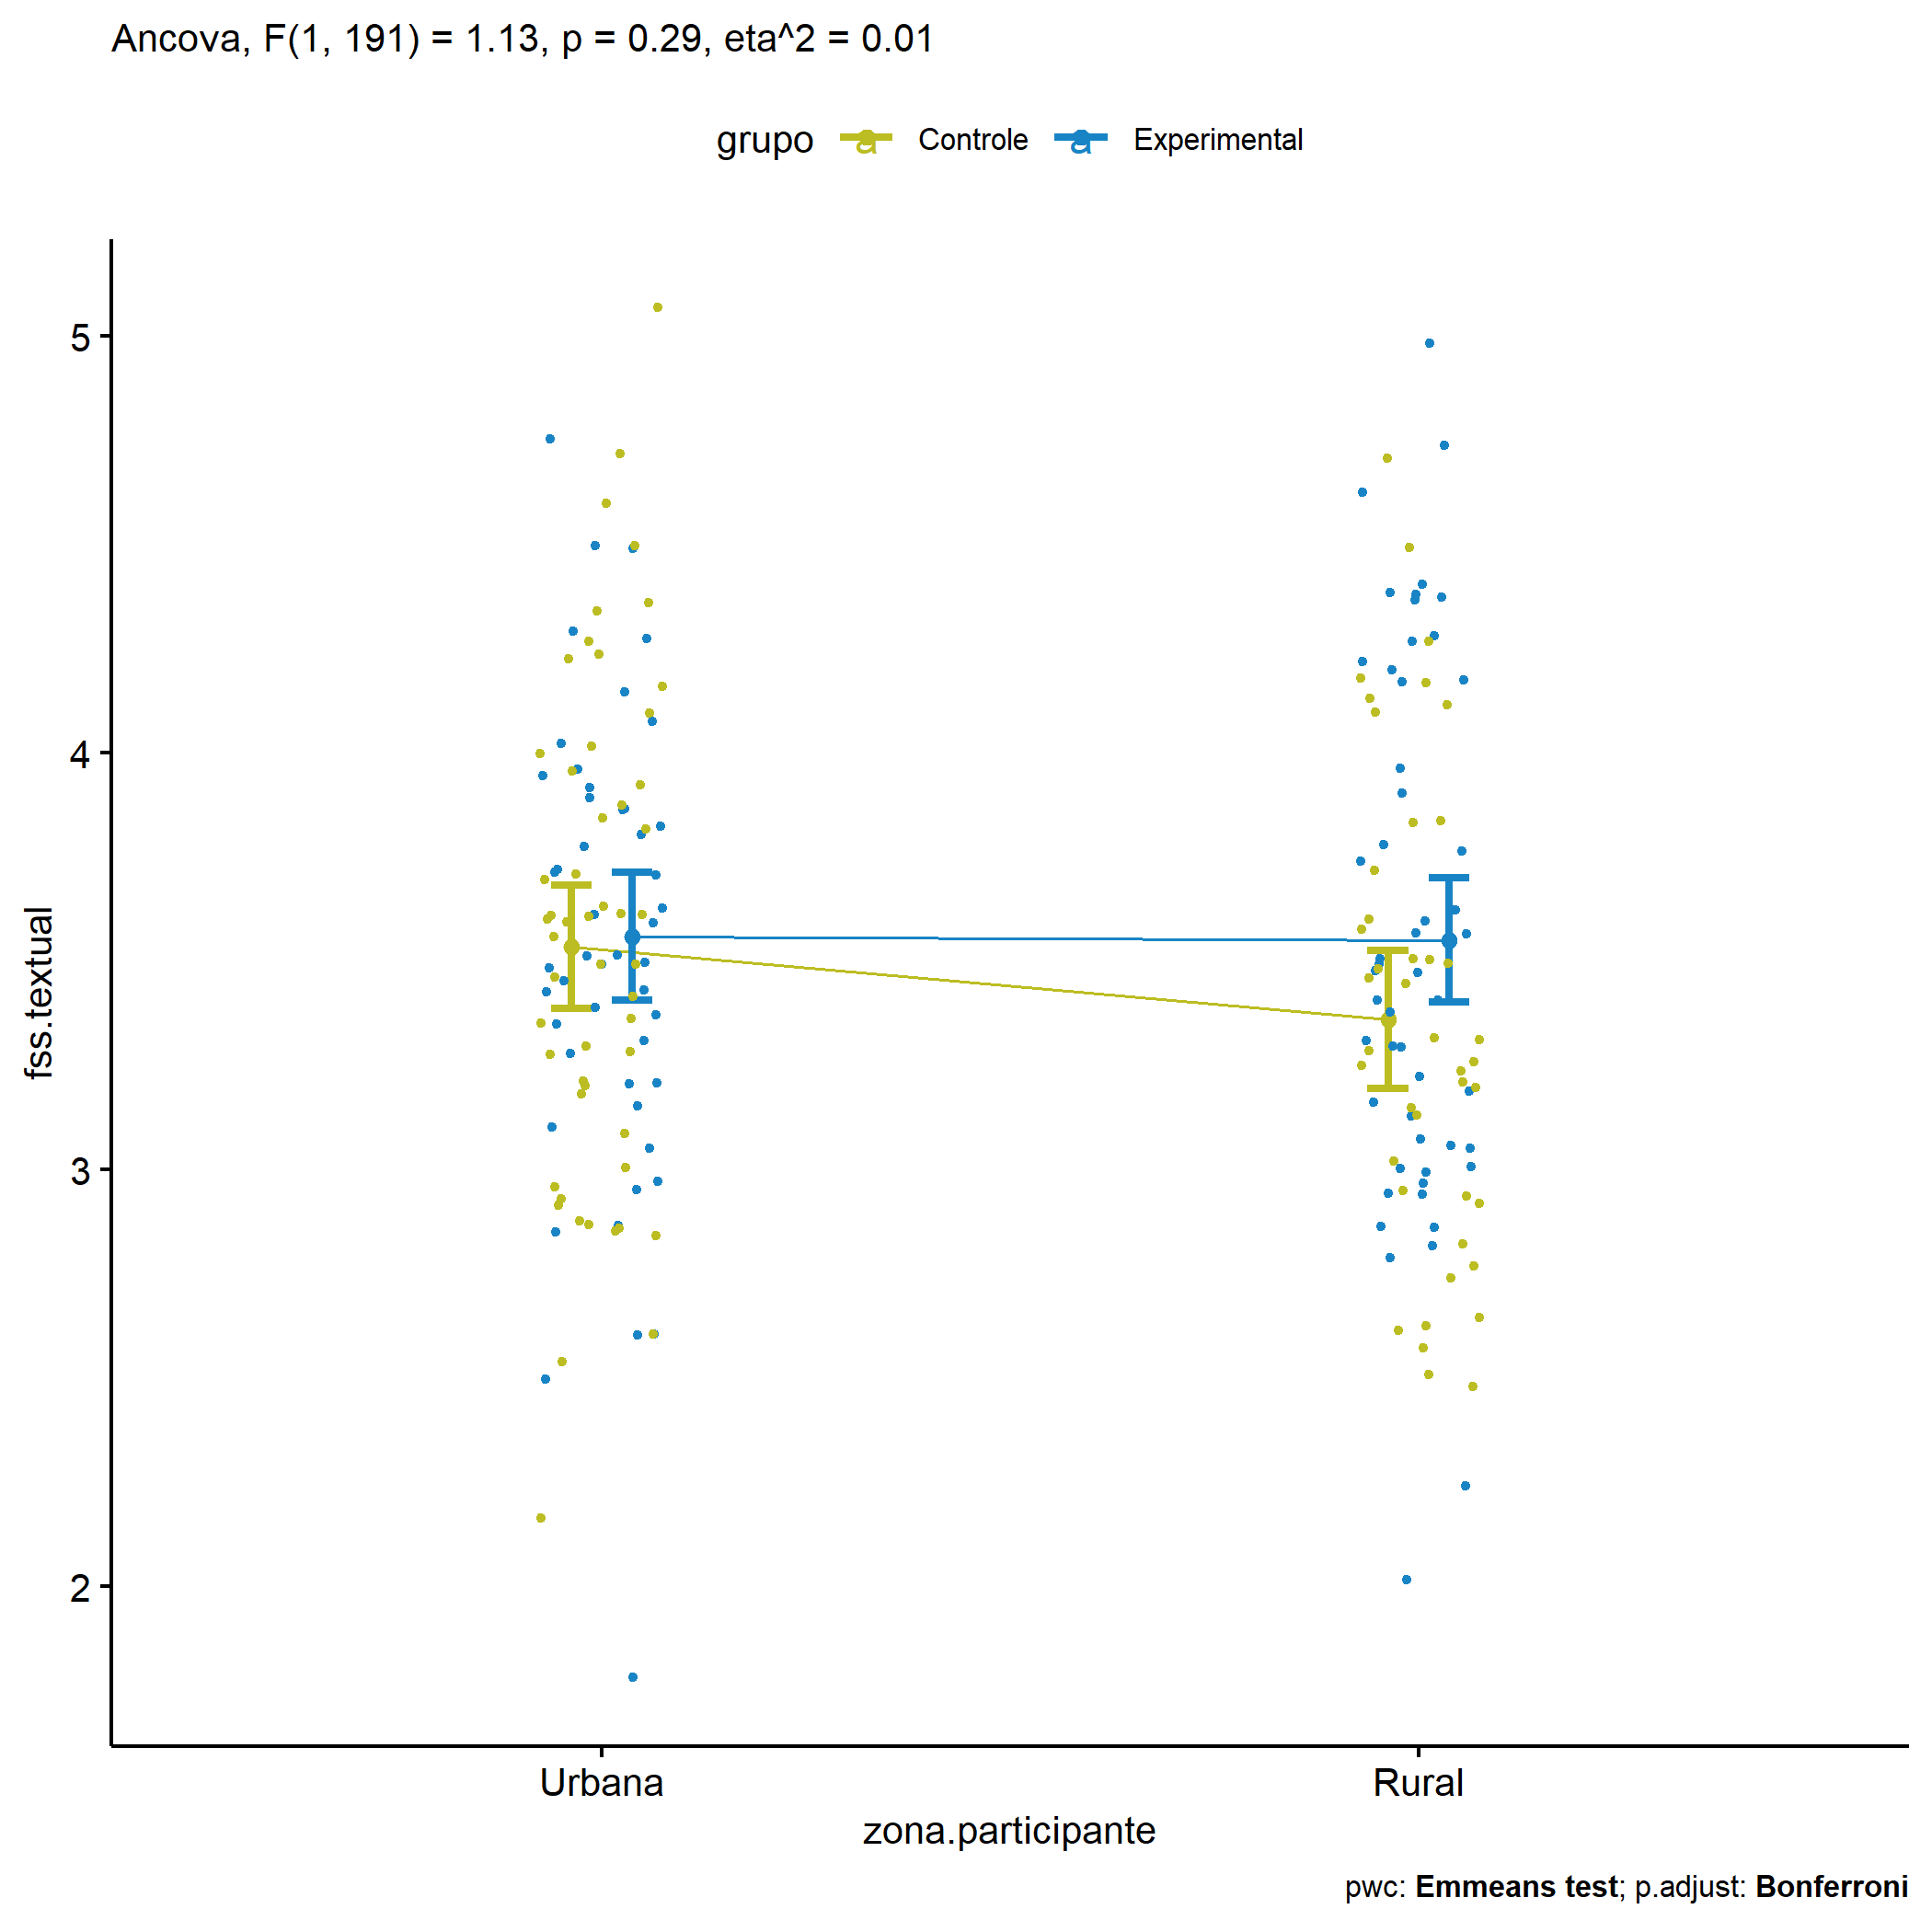 Ancova, F(1, 191) = 1.13, p = 0.29, eta^2 = 0.01
grupo a Controle a Experimental
5
4
3
2
fss.textual
Urbana Rural
zona.participante
pwc: Emmeans test; p.adjust: Bonferroni